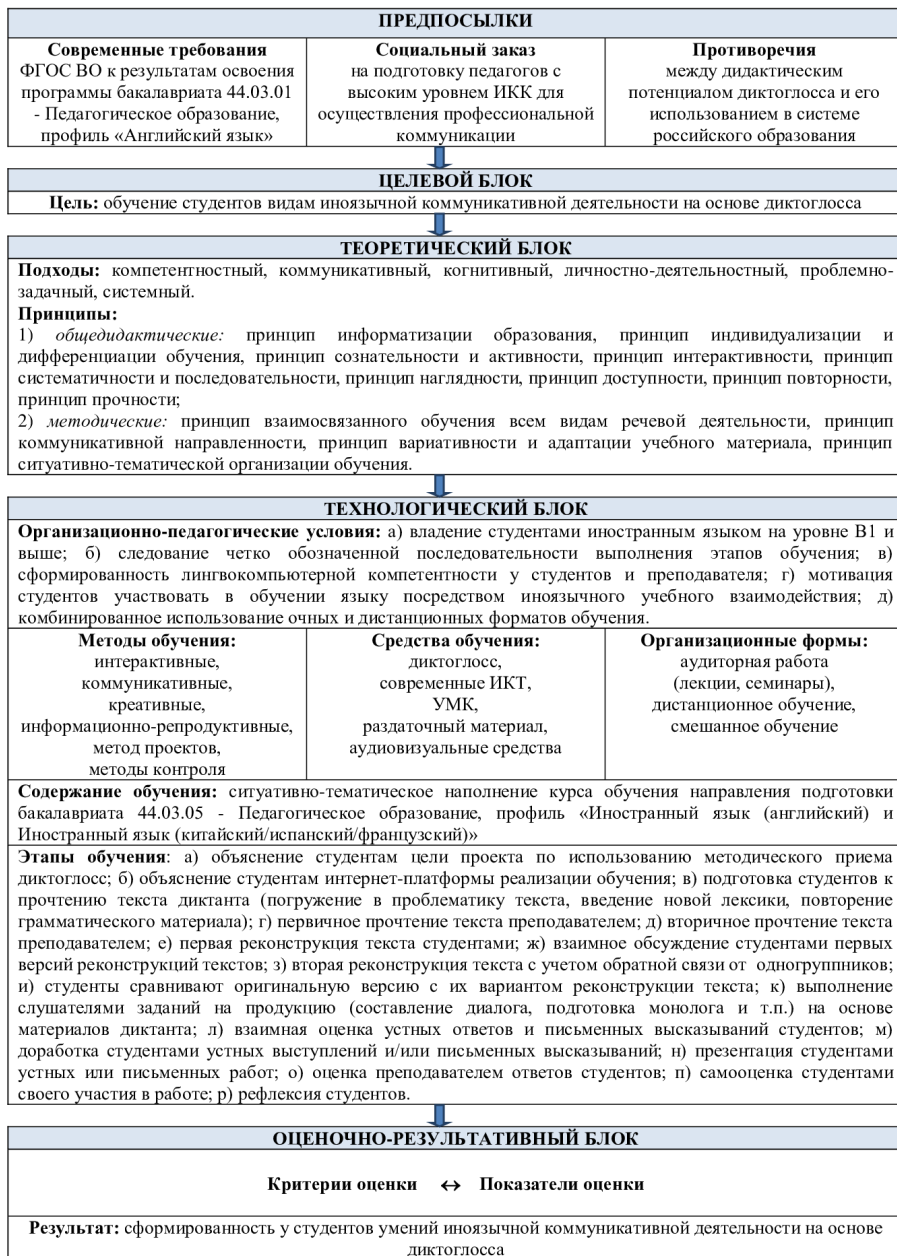 ПРЕДПОСЫЛКИ
Современные требования
ФГОС ВО к результатам освоения
программы бакалавриата 44.03.01
- Педагогическое образование,
профиль «Английский язык»
Социальный заказ
на подготовку педагогов с
высоким уровнем ИКК для
осуществления профессиональной
коммуникации
Противоречия
между дидактическим
потенциалом диктоглосса и его
использованием в системе
российского образования
ЦЕЛЕВОЙ БЛОК
Цель: обучение студентов видам иноязычной коммуникативной деятельности на основе диктоглосса
ТЕОРЕТИЧЕСКИЙ БЛОК
Подходы: компетентностный, коммуникативный, когнитивный, личностно-деятельностный, проблемно-
задачный, системный.
Принципы:
1) общедидактические: принцип информатизации образования, принцип индивидуализации и
дифференциации обучения, принцип сознательности и активности, принцип интерактивности, принцип
систематичности и последовательности, принцип наглядности, принцип доступности, принцип повторности,
принцип прочности;
2) методические: принцип взаимосвязанного обучения всем видам речевой деятельности, принцип
коммуникативной направленности, принцип вариативности и адаптации учебного материала, принцип
ситуативно-тематической организации обучения.
ТЕХНОЛОГИЧЕСКИЙ БЛОК
Организационно-педагогические условия: а) владение студентами иностранным языком на уровне В1 и
выше; б) следование четко обозначенной последовательности выполнения этапов обучения; в)
сформированность лингвокомпьютерной компетентности у студентов и преподавателя; г) мотивация
студентов участвовать в обучении языку посредством иноязычного учебного взаимодействия; д)
комбинированное использование очных и дистанционных форматов обучения.
Методы обучения:
интерактивные,
коммуникативные,
креативные,
информационно-репродуктивные,
метод проектов,
методы контроля
Средства обучения:
диктоглосс,
современные ИКТ,
УМК,
раздаточный материал,
аудиовизуальные средства
Организационные формы:
аудиторная работа
(лекции, семинары),
дистанционное обучение,
смешанное обучение
Содержание обучения: ситуативно-тематическое наполнение курса обучения направления подготовки
бакалавриата 44.03.05 - Педагогическое образование, профиль «Иностранный язык (английский) и
Иностранный язык (китайский/испанский/французский)»
Этапы обучения: а) объяснение студентам цели проекта по использованию методического приема
диктоглосс; б) объяснение студентам интернет-платформы реализации обучения; в) подготовка студентов к
прочтению текста диктанта (погружение в проблематику текста, введение новой лексики, повторение
грамматического материала); г) первичное прочтение текста преподавателем; д) вторичное прочтение текста
преподавателем; е) первая реконструкция текста студентами; ж) взаимное обсуждение студентами первых
версий реконструкций текстов; з) вторая реконструкция текста с учетом обратной связи от одногруппников;
и) студенты сравнивают оригинальную версию с их вариантом реконструкции текста; к) выполнение
слушателями заданий на продукцию (составление диалога, подготовка монолога и т.п.) на основе
материалов диктанта; л) взаимная оценка устных ответов и письменных высказываний студентов; м)
доработка студентами устных выступлений и/или письменных высказываний; н) презентация студентами
устных или письменных работ; о) оценка преподавателем ответов студентов; п) самооценка студентами
своего участия в работе; р) рефлексия студентов.
ОЦЕНОЧНО-РЕЗУЛЬТАТИВНЫЙ БЛОК
Критерии оценки ↔ Показатели оценки
Результат: сформированность у студентов умений иноязычной коммуникативной деятельности на основе
диктоглосса